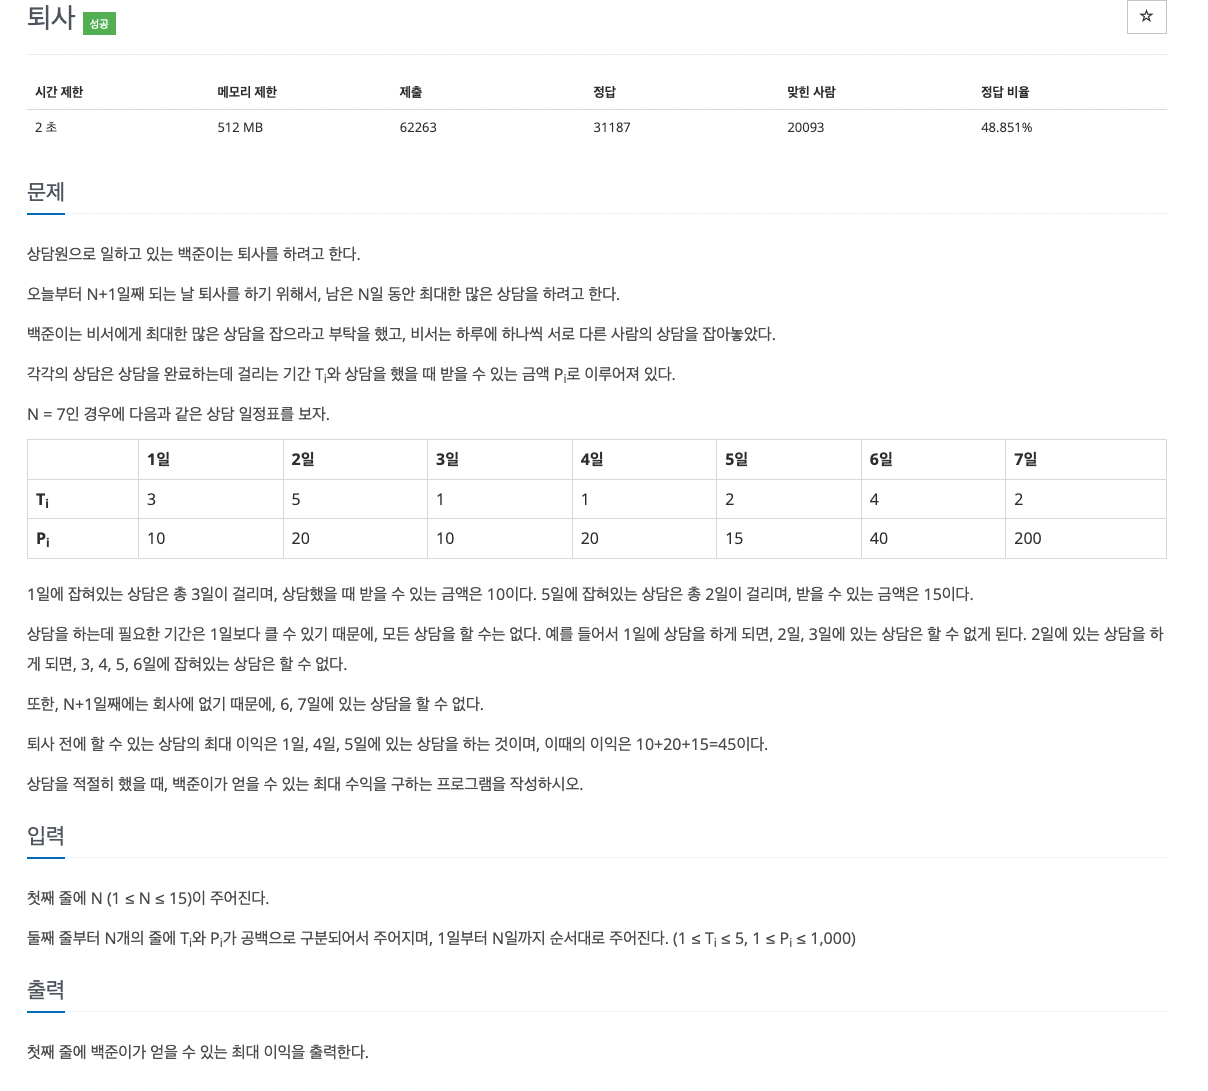 퇴사 성공
☆
시간 제한 메모리 제한 제출 정답 맞힌 사람 정답 비율
2 초 512 MB 62263 31187 20093 48.851%
문제
상담원으로 일하고 있는 백준이는 퇴사를 하려고 한다.
오늘부터 N+1일째 되는 날 퇴사를 하기 위해서, 남은 N일 동안 최대한 많은 상담을 하려고 한다.
백준이는 비서에게 최대한 많은 상담을 잡으라고 부탁을 했고, 비서는 하루에 하나씩 서로 다른 사람의 상담을 잡아놓았다.
각각의 상담은 상담을 완료하는데 걸리는 기간 Ti와 상담을 했을 때 받을 수 있는 금액 Pi로 이루어져 있다.
N = 7인 경우에 다음과 같은 상담 일정표를 보자.
1일 2일 3일 4일 5일 6일 7일
Ti 3 5 1 1 2 4 2
Pi 10 20 10 20 15 40 200
1일에 잡혀있는 상담은 총 3일이 걸리며, 상담했을 때 받을 수 있는 금액은 10이다. 5일에 잡혀있는 상담은 총 2일이 걸리며, 받을 수 있는 금액은 15이다.
상담을 하는데 필요한 기간은 1일보다 클 수 있기 때문에, 모든 상담을 할 수는 없다. 예를 들어서 1일에 상담을 하게 되면, 2일, 3일에 있는 상담은 할 수 없게 된다. 2일에 있는 상담을 하
게 되면, 3, 4, 5, 6일에 잡혀있는 상담은 할 수 없다.
또한, N+1일째에는 회사에 없기 때문에, 6, 7일에 있는 상담을 할 수 없다.
퇴사 전에 할 수 있는 상담의 최대 이익은 1일, 4일, 5일에 있는 상담을 하는 것이며, 이때의 이익은 10+20+15=45이다.
상담을 적절히 했을 때, 백준이가 얻을 수 있는 최대 수익을 구하는 프로그램을 작성하시오.
입력
첫째 줄에 N (1 ≤ N ≤ 15)이 주어진다.
둘째 줄부터 N개의 줄에 Ti와 Pi가 공백으로 구분되어서 주어지며, 1일부터 N일까지 순서대로 주어진다. (1 ≤ Ti ≤ 5, 1 ≤ Pi ≤ 1,000)
출력
첫째 줄에 백준이가 얻을 수 있는 최대 이익을 출력한다.